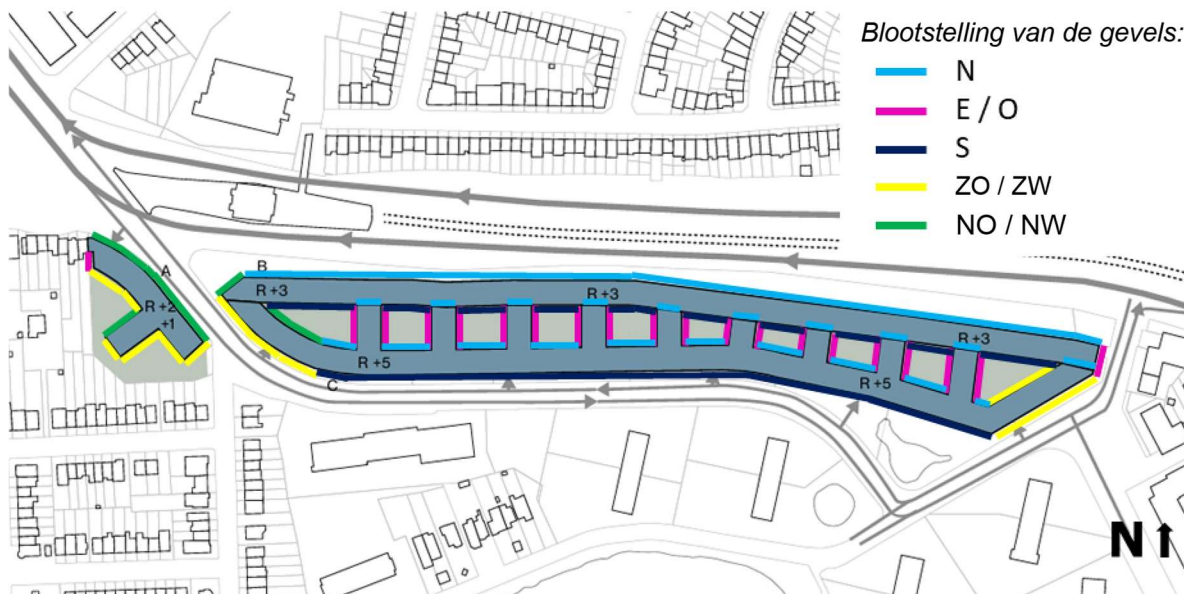 Blootstelling van de gevels:
N
E / O
S
ZO / ZW
NO / NW
A
B
R +3
R +3
R +2
+1
R +3
R +5
R +5
C
N